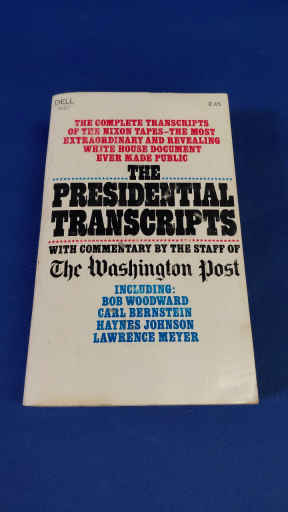 DELL
2.45
THE COMPLETE TRANSCRIPTS
OF THE NIXON TAPES—THE MOST
EXTRAORDINARY AND REVEALING
WHITE HOUSE DOCUMENT
EVER MADE PUBLIC
THE
PRESIDENTIAL
TRANSCRIPTS
WITH COMMENTARY BY THE STAFF OF
The Washington Post
INCLUDING:
BOB WOODWARD
CARL BERNSTEIN
HAYNES JOHNSON
LAWRENCE MEYER